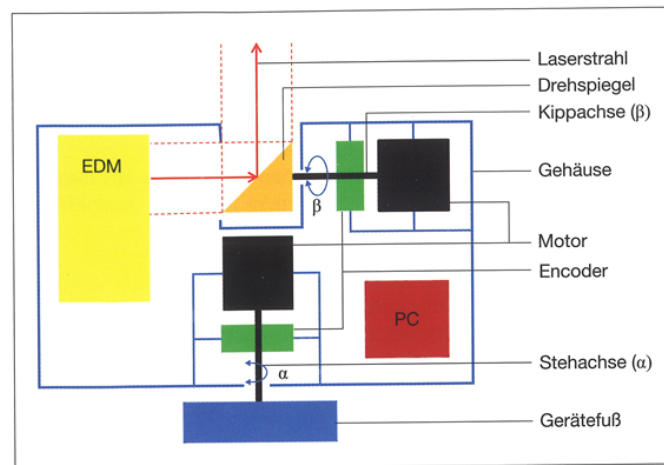 Laserstrahl
Drehspiegel
Kippachse (β)
EDM
Gehäuse
β
Motor
Encoder
PC
Stehachse (α)
α
Gerätefuß